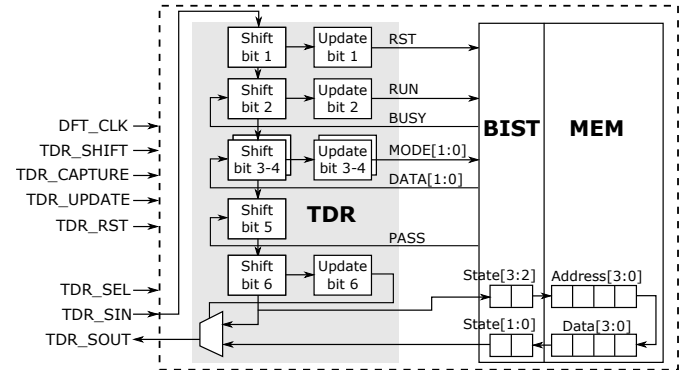 Shift
bit 1
Update
bit 1
RST
Shift
bit 2
Update
bit 2
RUN
BUSY
DFT_CLK
TDR_SHIFT
TDR_CAPTURE
TDR_UPDATE
TDR_RST
Shift
bit 3-4
Update
bit 3-4
MODE[1:0]
DATA[1:0]
BIST
MEM
Shift
bit 5
TDR
PASS
Shift
bit 6
Update
bit 6
TDR_SEL
TDR_SIN
TDR_SOUT
State[3:2]
Address[3:0]
State[1:0]
Data[3:0]